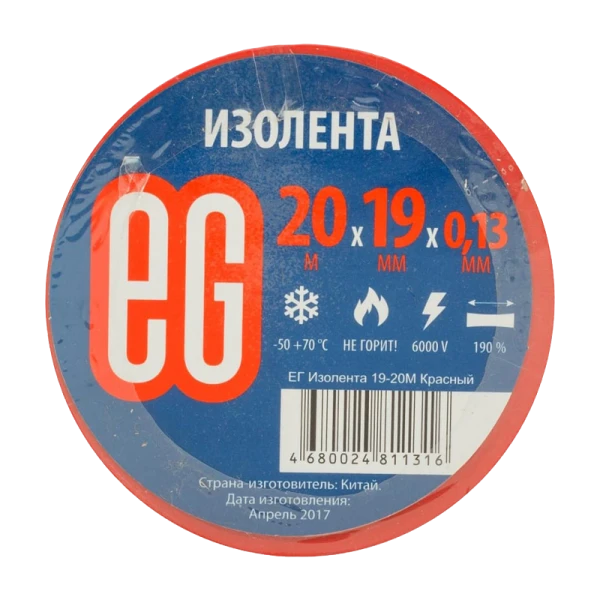 ИЗОЛЕНТА
EG
20 х 19 х 0,13
М ММ ММ
-50 +70 °С НЕ ГОРИТ! 6000 V 190 %
ЕГ Изолента 19-20М Красный
4 680024 811316
Страна-изготовитель: Китай.
Дата изготовления:
Апрель 2017